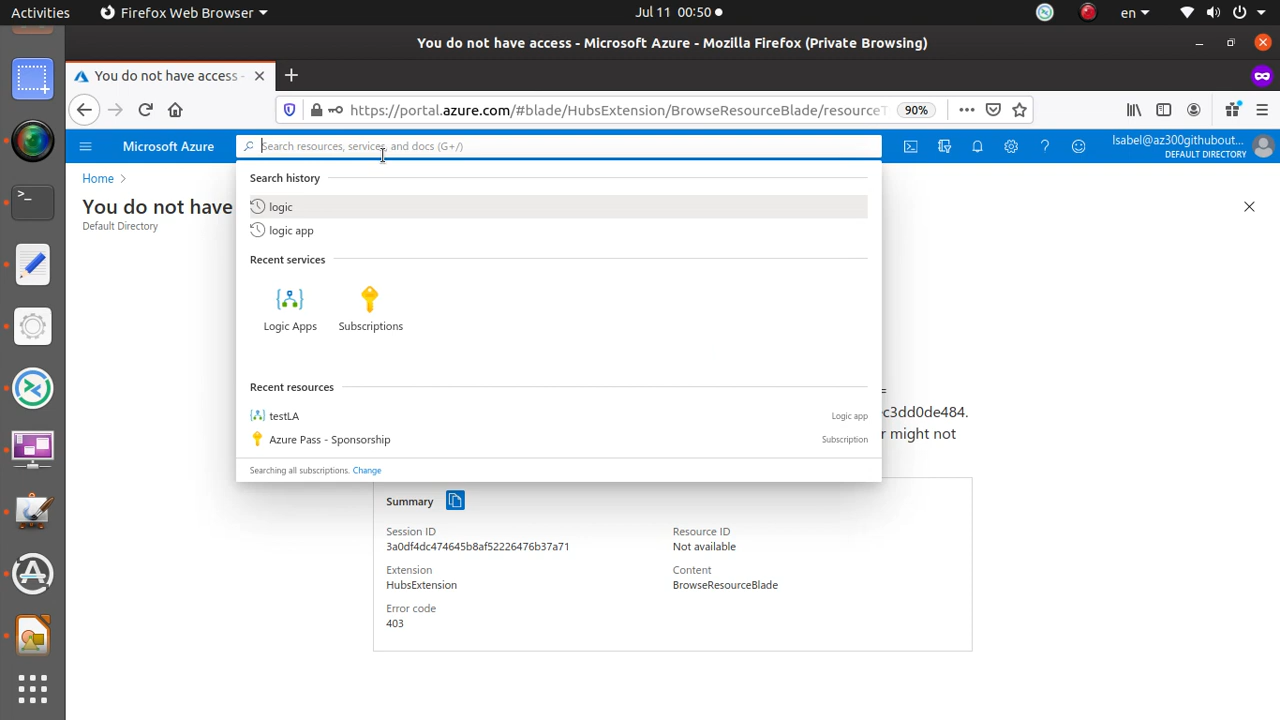 Activities
Firefox Web Browser
Jul 11 00:50
en
You do not have access - Microsoft Azure - Mozilla Firefox (Private Browsing)
You do not have access -
https://portal.azure.com/#blade/HubsExtension/BrowseResourceBlade/resourceT
90%
Microsoft Azure
Search resources, services, and docs (G+/)
Isabel@az300githubout...
DEFAULT DIRECTORY
Home
You do not have
Default Directory
Search history
logic
logic app
Recent services
Logic Apps
Subscriptions
Recent resources
testLA
Logic app
Azure Pass - Sponsorship
Subscription
Searching all subscriptions. Change
c3dd0de484.
r might not
Summary
Session ID
3a0df4dc474645b8af52226476b37a71
Resource ID
Not available
Extension
HubsExtension
Content
BrowseResourceBlade
Error code
403